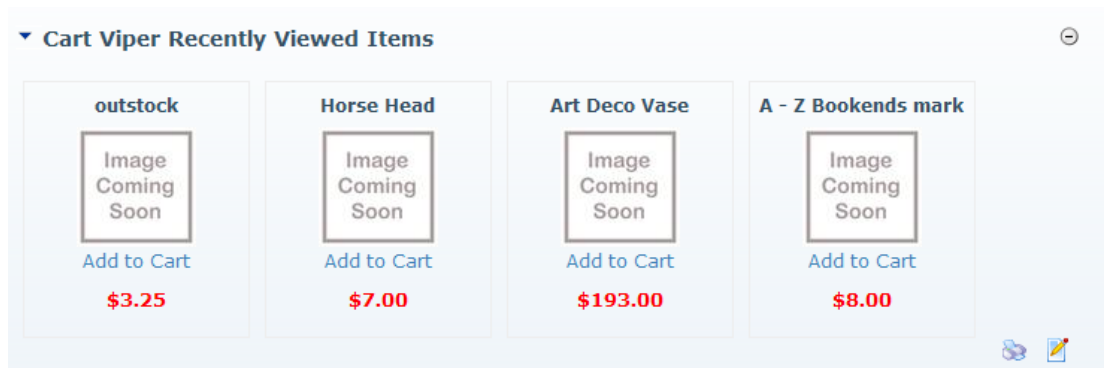 Cart Viper Recently Viewed Items
outstock
Image
Coming
Soon
Add to Cart
$3.25
Horse Head
Image
Coming
Soon
Add to Cart
$7.00
Art Deco Vase
Image
Coming
Soon
Add to Cart
$193.00
A - Z Bookends mark
Image
Coming
Soon
Add to Cart
$8.00